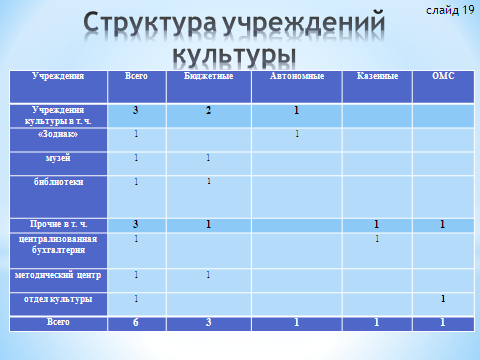 слайд 19
Структура учреждений
культуры
Учреждения Всего Бюджетные Автономные Казенные ОМС
Учреждения
культуры в т. ч. 3 2 1
«Зодиак» 1 1
музей 1 1
библиотеки 1 1
Прочие в т. ч. 3 1 1 1
централизованная
бухгалтерия 1 1
методический центр 1 1
отдел культуры 1 1
Всего 6 3 1 1 1